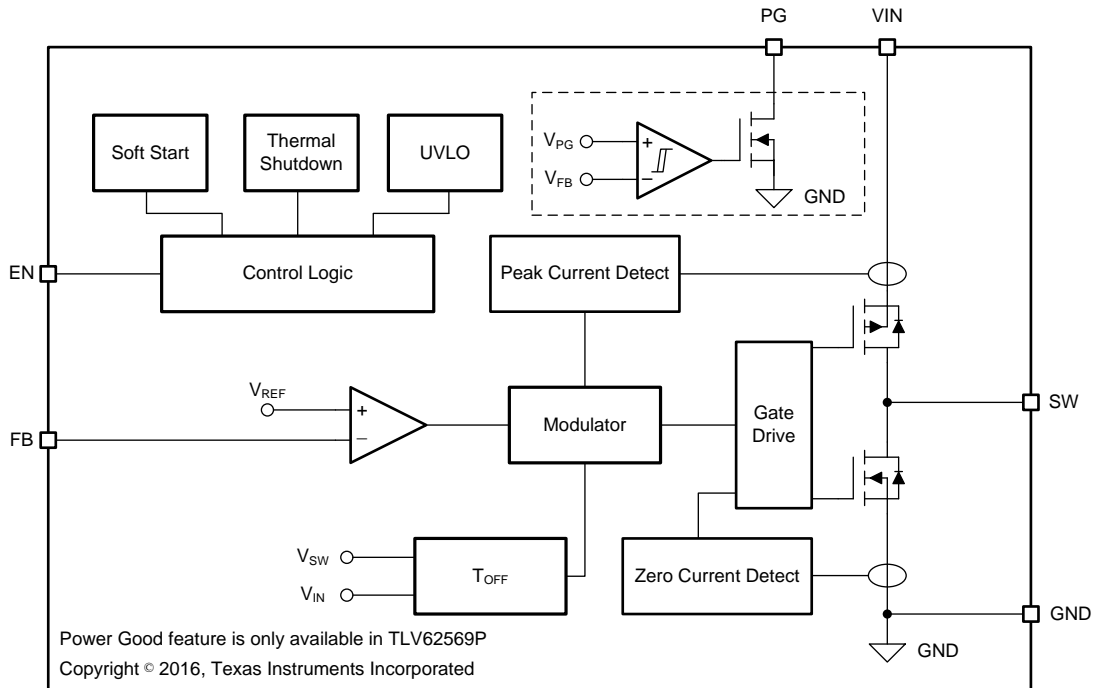 PG
VIN
Soft Start
Thermal
Shutdown
UVLO
V_PG
+
V_FB
−
GND
EN
Control Logic
Peak Current Detect
V_REF
+
−
FB
Modulator
Gate
Drive
SW
V_SW
V_IN
T_OFF
Zero Current Detect
GND
GND
Power Good feature is only available in TLV62569P
Copyright © 2016, Texas Instruments Incorporated